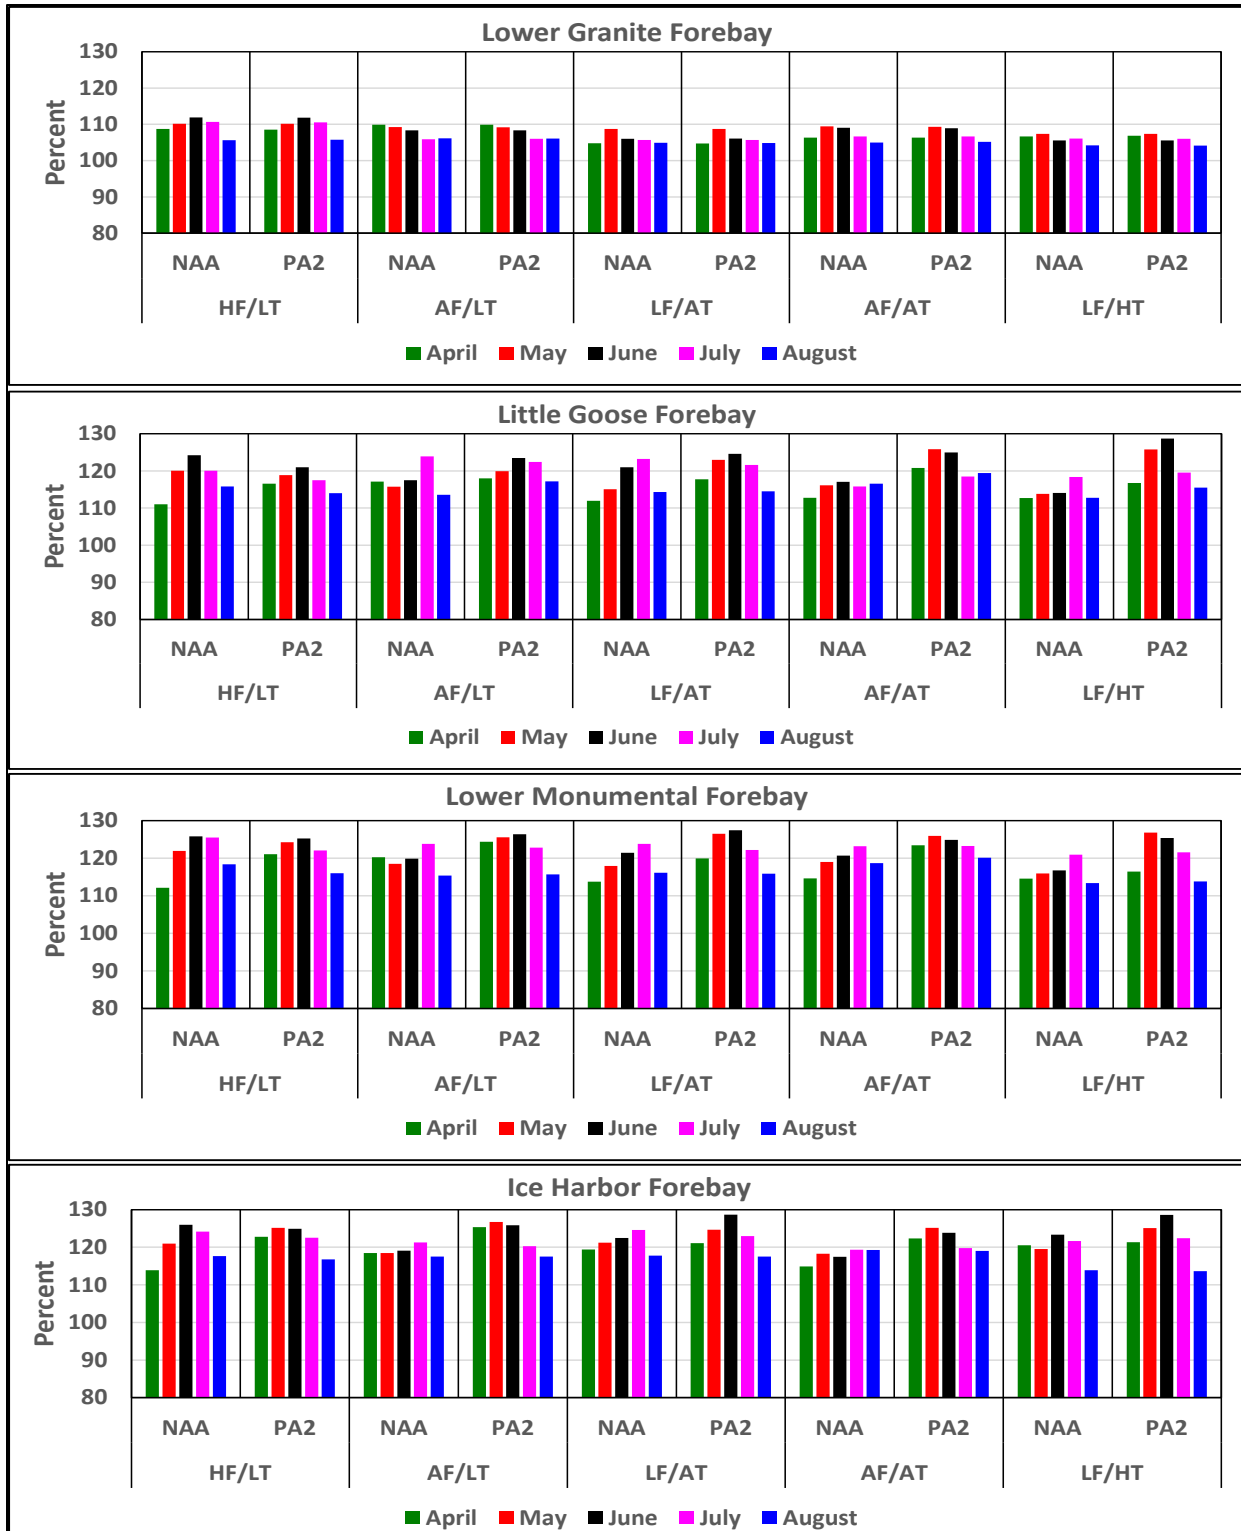 Lower Granite Forebay
130
120
110
100
90
80
Percent
NAA PA2 NAA PA2 NAA PA2 NAA PA2 NAA PA2
HF/LT AF/LT LF/AT AF/AT LF/HT
April May June July August
Little Goose Forebay
130
120
110
100
90
80
Percent
NAA PA2 NAA PA2 NAA PA2 NAA PA2 NAA PA2
HF/LT AF/LT LF/AT AF/AT LF/HT
April May June July August
Lower Monumental Forebay
130
120
110
100
90
80
Percent
NAA PA2 NAA PA2 NAA PA2 NAA PA2 NAA PA2
HF/LT AF/LT LF/AT AF/AT LF/HT
April May June July August
Ice Harbor Forebay
130
120
110
100
90
80
Percent
NAA PA2 NAA PA2 NAA PA2 NAA PA2 NAA PA2
HF/LT AF/LT LF/AT AF/AT LF/HT
April May June July August